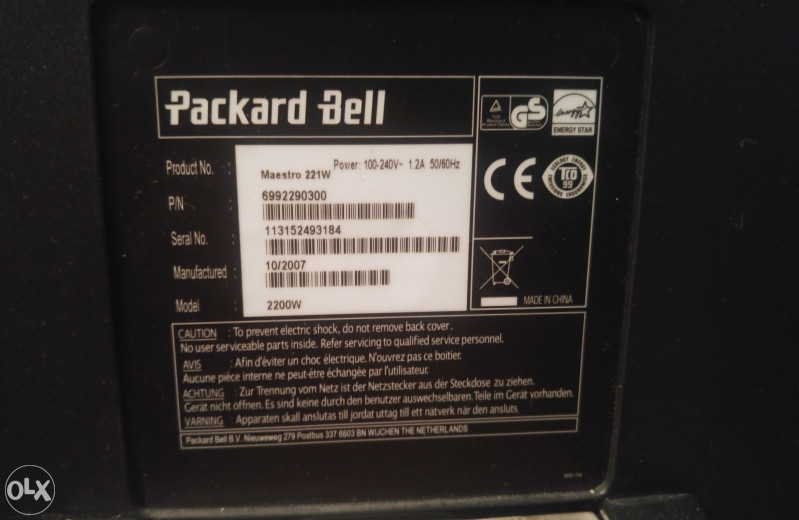 Packard Bell
ENERGY STAR
Product No. :
Maestro 221W
Power: 100-240V~ 1.2A 50/60Hz
P/N :
6992290300
Seral No. :
113152493184
Manufactured :
10/2007
Model :
2200W
GS
CE
TCO
99
MADE IN CHINA
CAUTION : To prevent electric shock, do not remove back cover.
No user serviceable parts inside. Refer servicing to qualified service personnel.
AVIS : Afin d'éviter un choc électrique. N'ouvrez pas ce boitier.
Aucune piéce interne ne peut-être échangée par l'utilisateur.
ACHTUNG : Zur Trennung vom Netz ist der Netzstecker aus der Steckdose zu ziehen.
Gerät nicht öffnen. Es sind keine durch den benutzer auswechselbaren. Teile im Gerät vorhanden.
VARNING : Apparaten skall anslutas till jordat uttag till ett nätverk när den ansluts
Packard Bell B.V. Nieuweweg 279 Postbus 337 6603 BN WIJCHEN THE NETHERLANDS
OLX